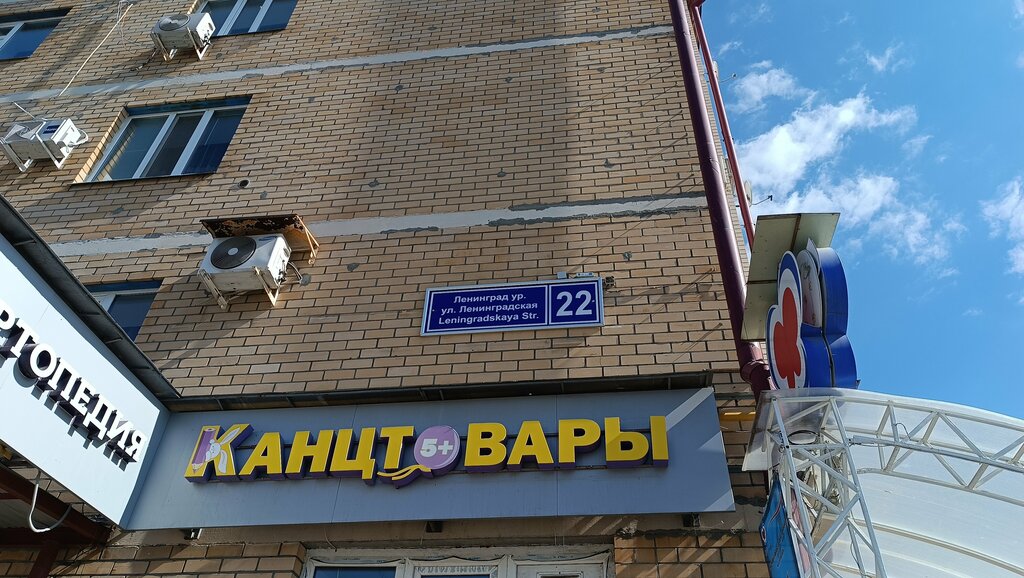 Ленинград ур.
ул. Ленинградская
Leningradskaya Str.
22
РТОПЕДИЯ
КАНЦТОВАРЫ
5+